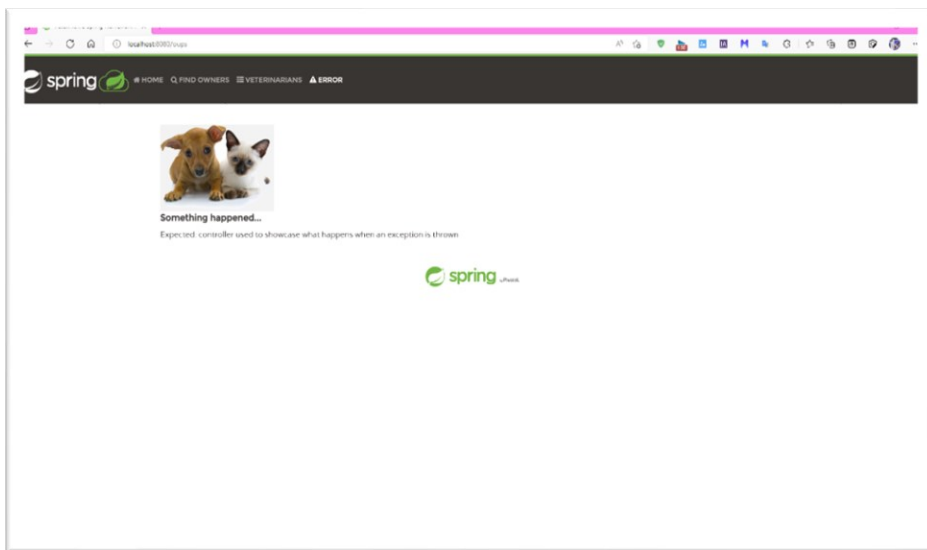 localhost:8080/oups
spring HOME FIND OWNERS VETERINARIANS ERROR
Something happened...
Expected: controller used to showcase what happens when an exception is thrown
spring